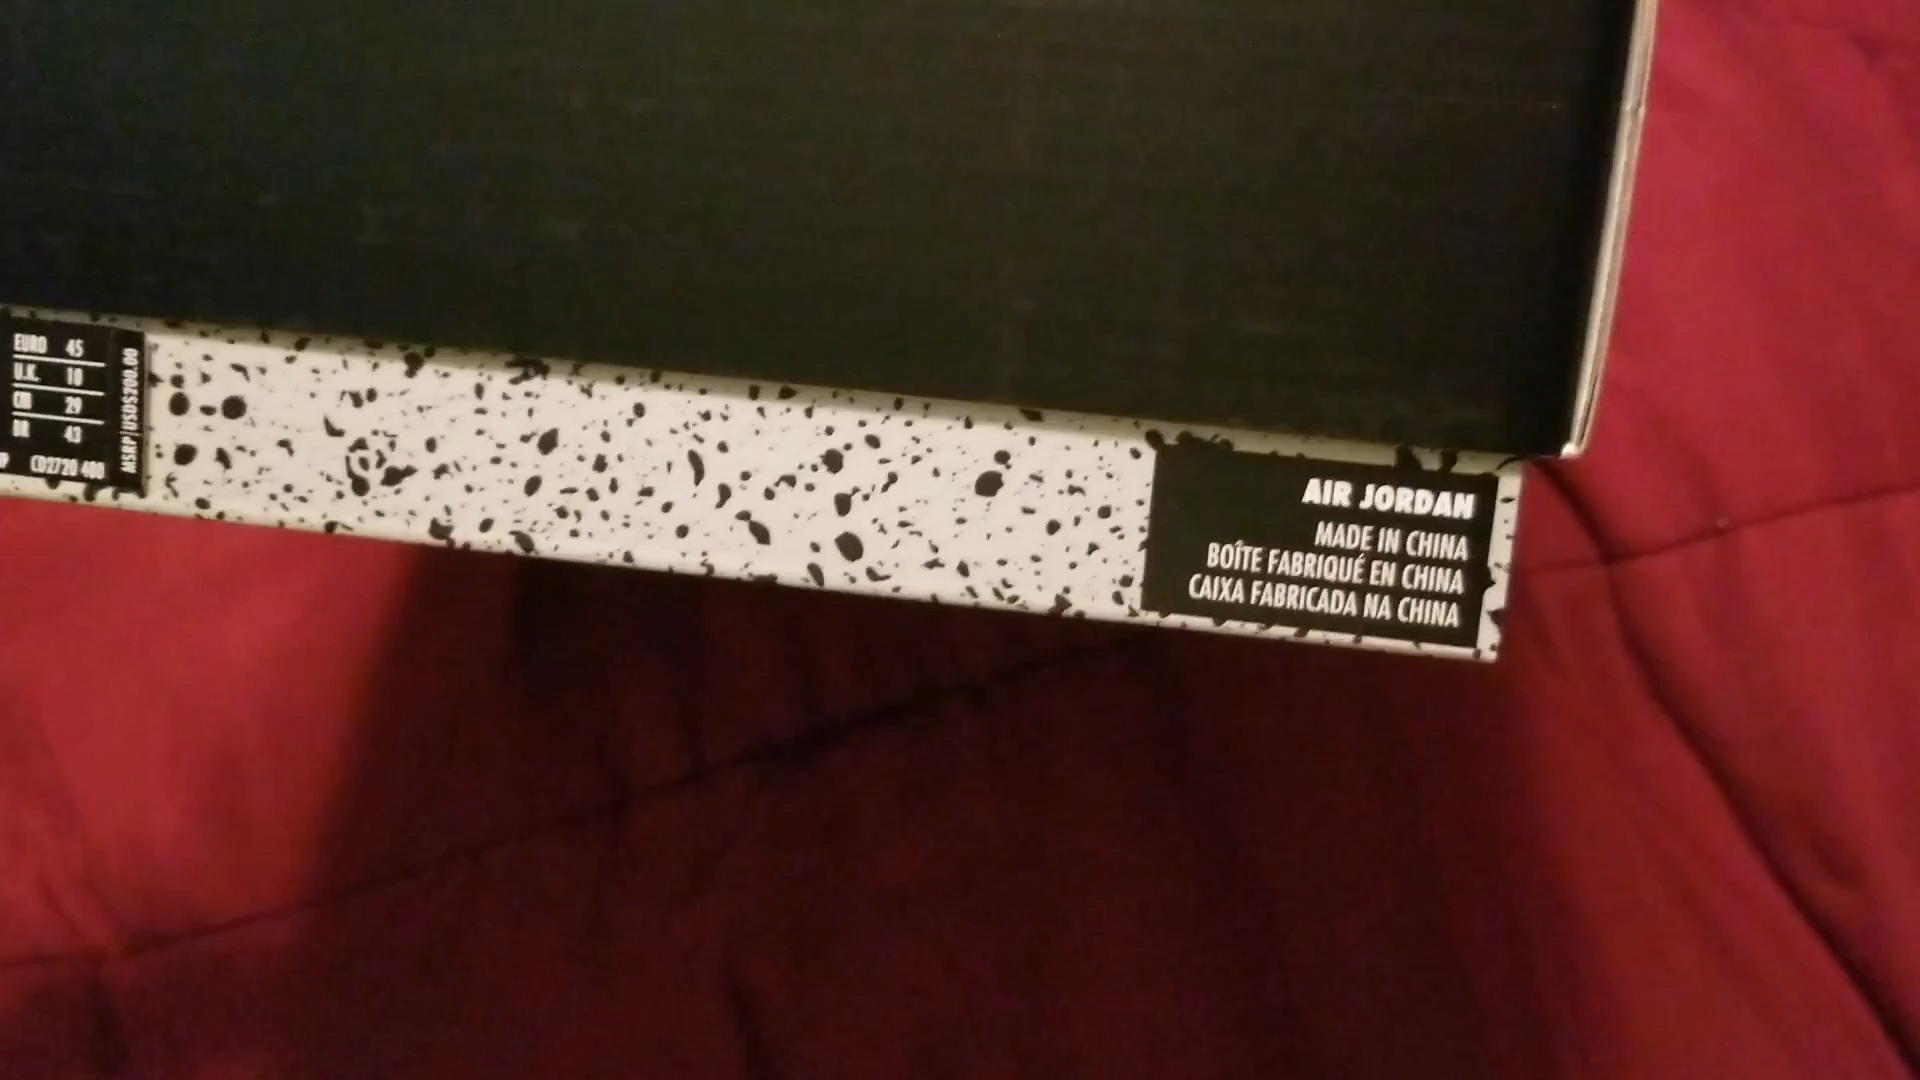 EURO 45
U.K. 10
CM 29
BR 43
CD2720 400
MSRP|USD$200.00
AIR JORDAN
MADE IN CHINA
BOÎTE FABRIQUÉ EN CHINA
CAIXA FABRICADA NA CHINA